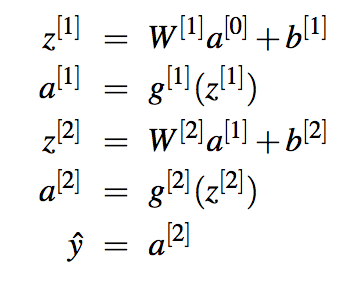 z^[1] = W^[1]a^[0] + b^[1]
a^[1] = g^[1](z^[1])
z^[2] = W^[2]a^[1] + b^[2]
a^[2] = g^[2](z^[2])
ŷ = a^[2]